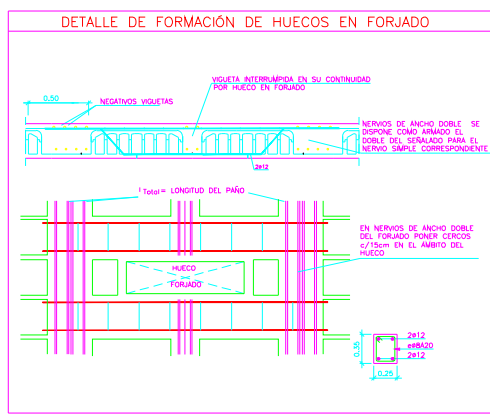 DETALLE DE FORMACIÓN DE HUECOS EN FORJADO
VIGUETA INTERRUMPIDA EN SU CONTINUIDAD
POR HUECO EN FORJADO
0.50
NEGATIVOS VIGUETAS
NERVIOS DE ANCHO DOBLE SE
DISPONE COMO ARMADO EL
DOBLE DEL SEÑALADO PARA EL
NERVIO SIMPLE CORRESPONDIENTE
2ø12
l Total = LONGITUD DEL PAÑO
EN NERVIOS DE ANCHO DOBLE
DEL FORJADO PONER CERCOS
c/15cm EN EL ÁMBITO DEL
HUECO
HUECO
FORJADO
2ø12
eø8A20
2ø12
0.35
0.25